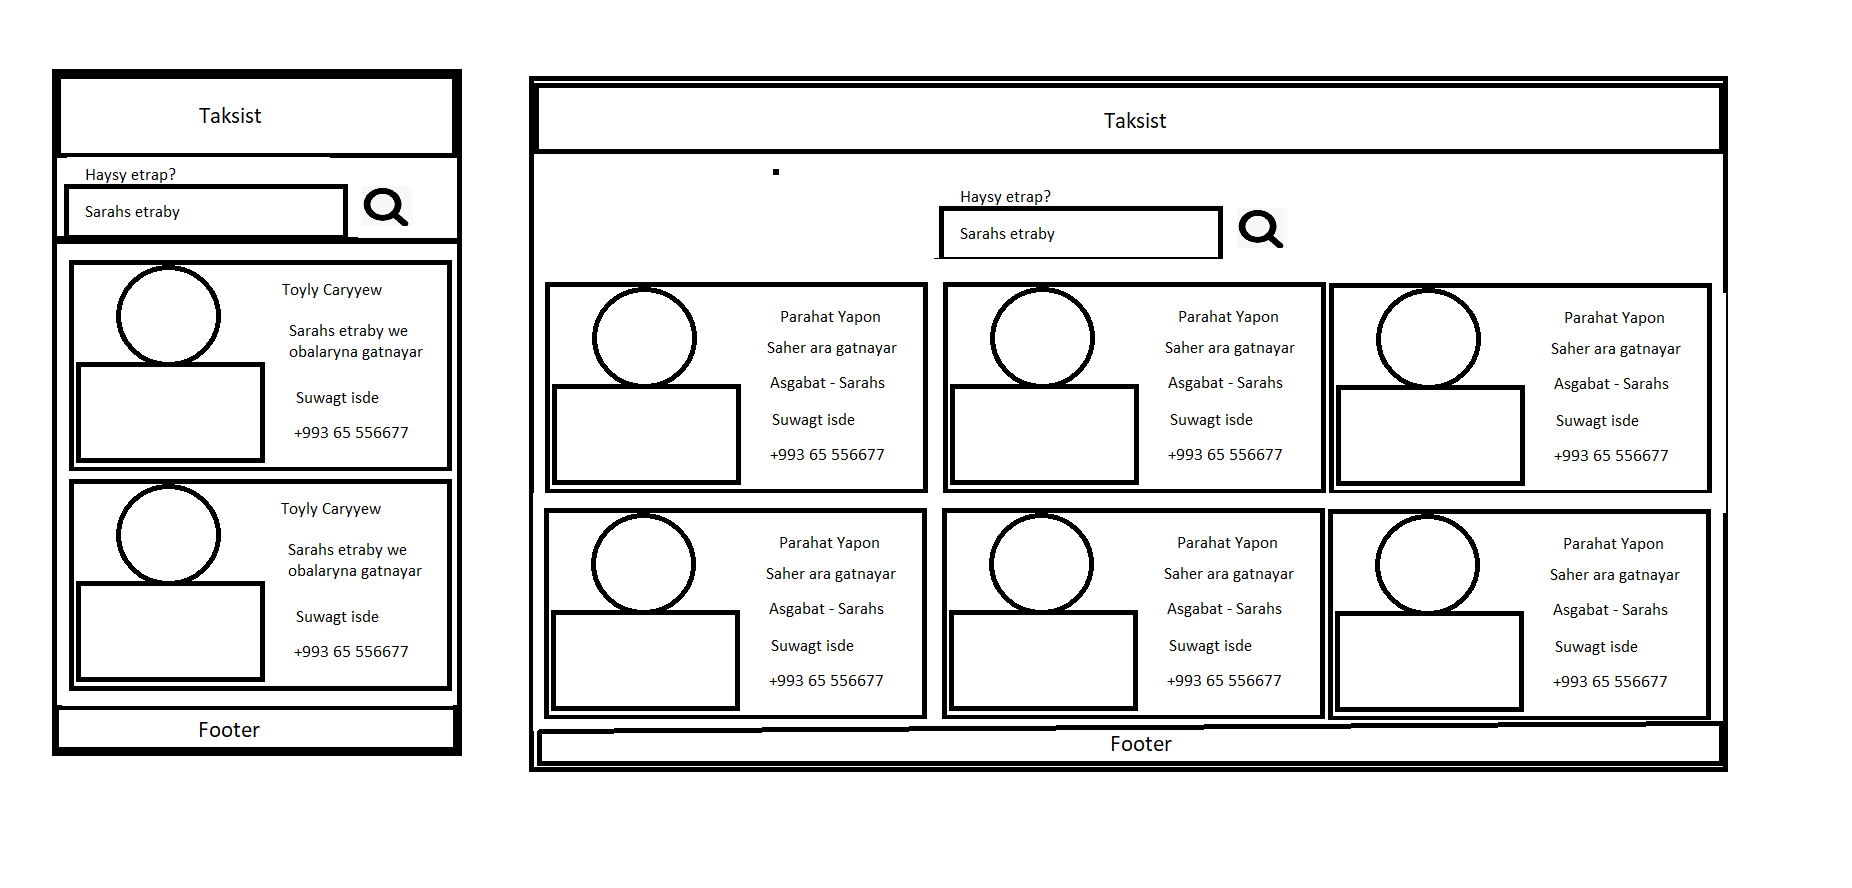 Taksist
Haysy etrap?
Sarahs etraby
Toyly Caryyew
Sarahs etraby we
obalaryna gatnayar
Suwagt isde
+993 65 556677
Toyly Caryyew
Sarahs etraby we
obalaryna gatnayar
Suwagt isde
+993 65 556677
Footer
Taksist
Haysy etrap?
Sarahs etraby
Parahat Yapon
Saher ara gatnayar
Asgabat - Sarahs
Suwagt isde
+993 65 556677
Parahat Yapon
Saher ara gatnayar
Asgabat - Sarahs
Suwagt isde
+993 65 556677
Parahat Yapon
Saher ara gatnayar
Asgabat - Sarahs
Suwagt isde
+993 65 556677
Parahat Yapon
Saher ara gatnayar
Asgabat - Sarahs
Suwagt isde
+993 65 556677
Parahat Yapon
Saher ara gatnayar
Asgabat - Sarahs
Suwagt isde
+993 65 556677
Parahat Yapon
Saher ara gatnayar
Asgabat - Sarahs
Suwagt isde
+993 65 556677
Footer